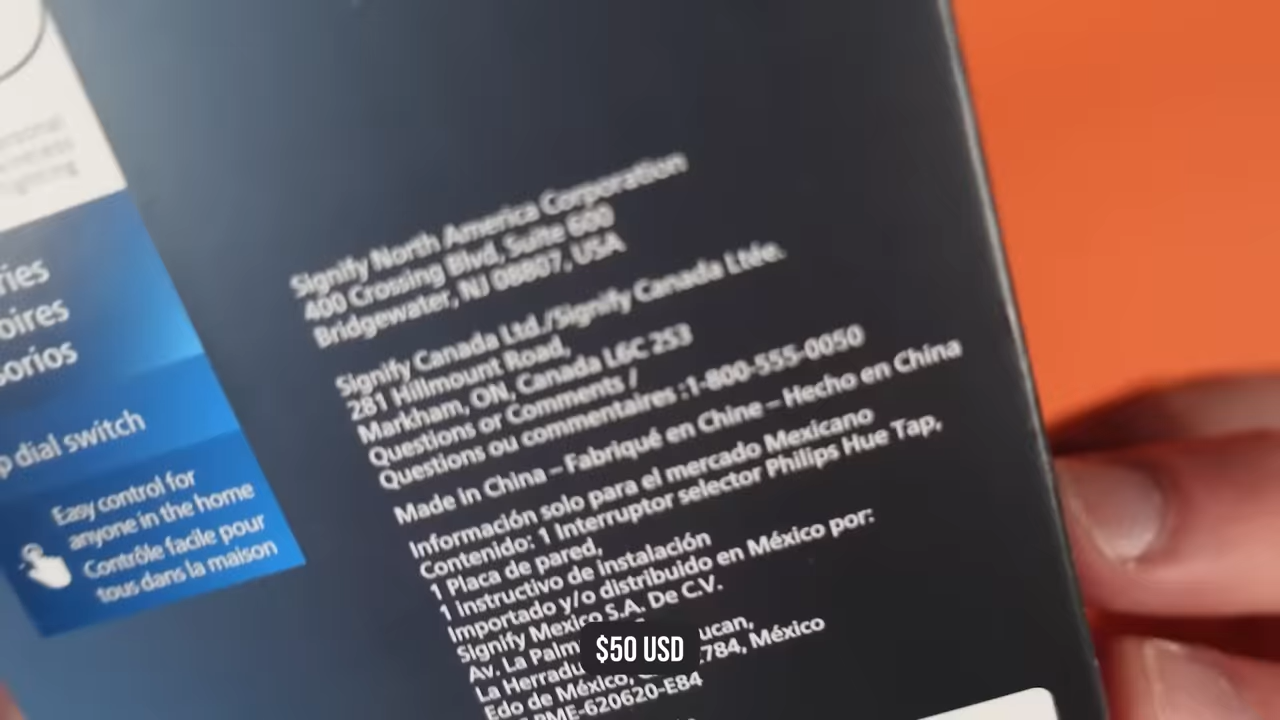 Signify North America Corporation
400 Crossing Blvd, Suite 600
Bridgewater, NJ 08807, USA
Signify Canada Ltd./Signify Canada Ltée.
281 Hillmount Road,
Markham, ON, Canada L6C 2S3
Questions or Comments /
Questions ou commentaires :1-800-555-0050
Made in China – Fabriqué en Chine – Hecho en China
Información solo para el mercado Mexicano
Contenido: 1 Interruptor selector Philips Hue Tap,
1 Placa de pared,
1 Instructivo de instalación
Importado y/o distribuido en México por:
Signify Mexico S.A. De C.V.
Av. La Palm ucan,
La Herradu 784, México
Edo de México,
PME-620620-E84
ries
oires
sorios
p dial switch
Easy control for
anyone in the home
Contrôle facile pour
tous dans la maison
$50 USD